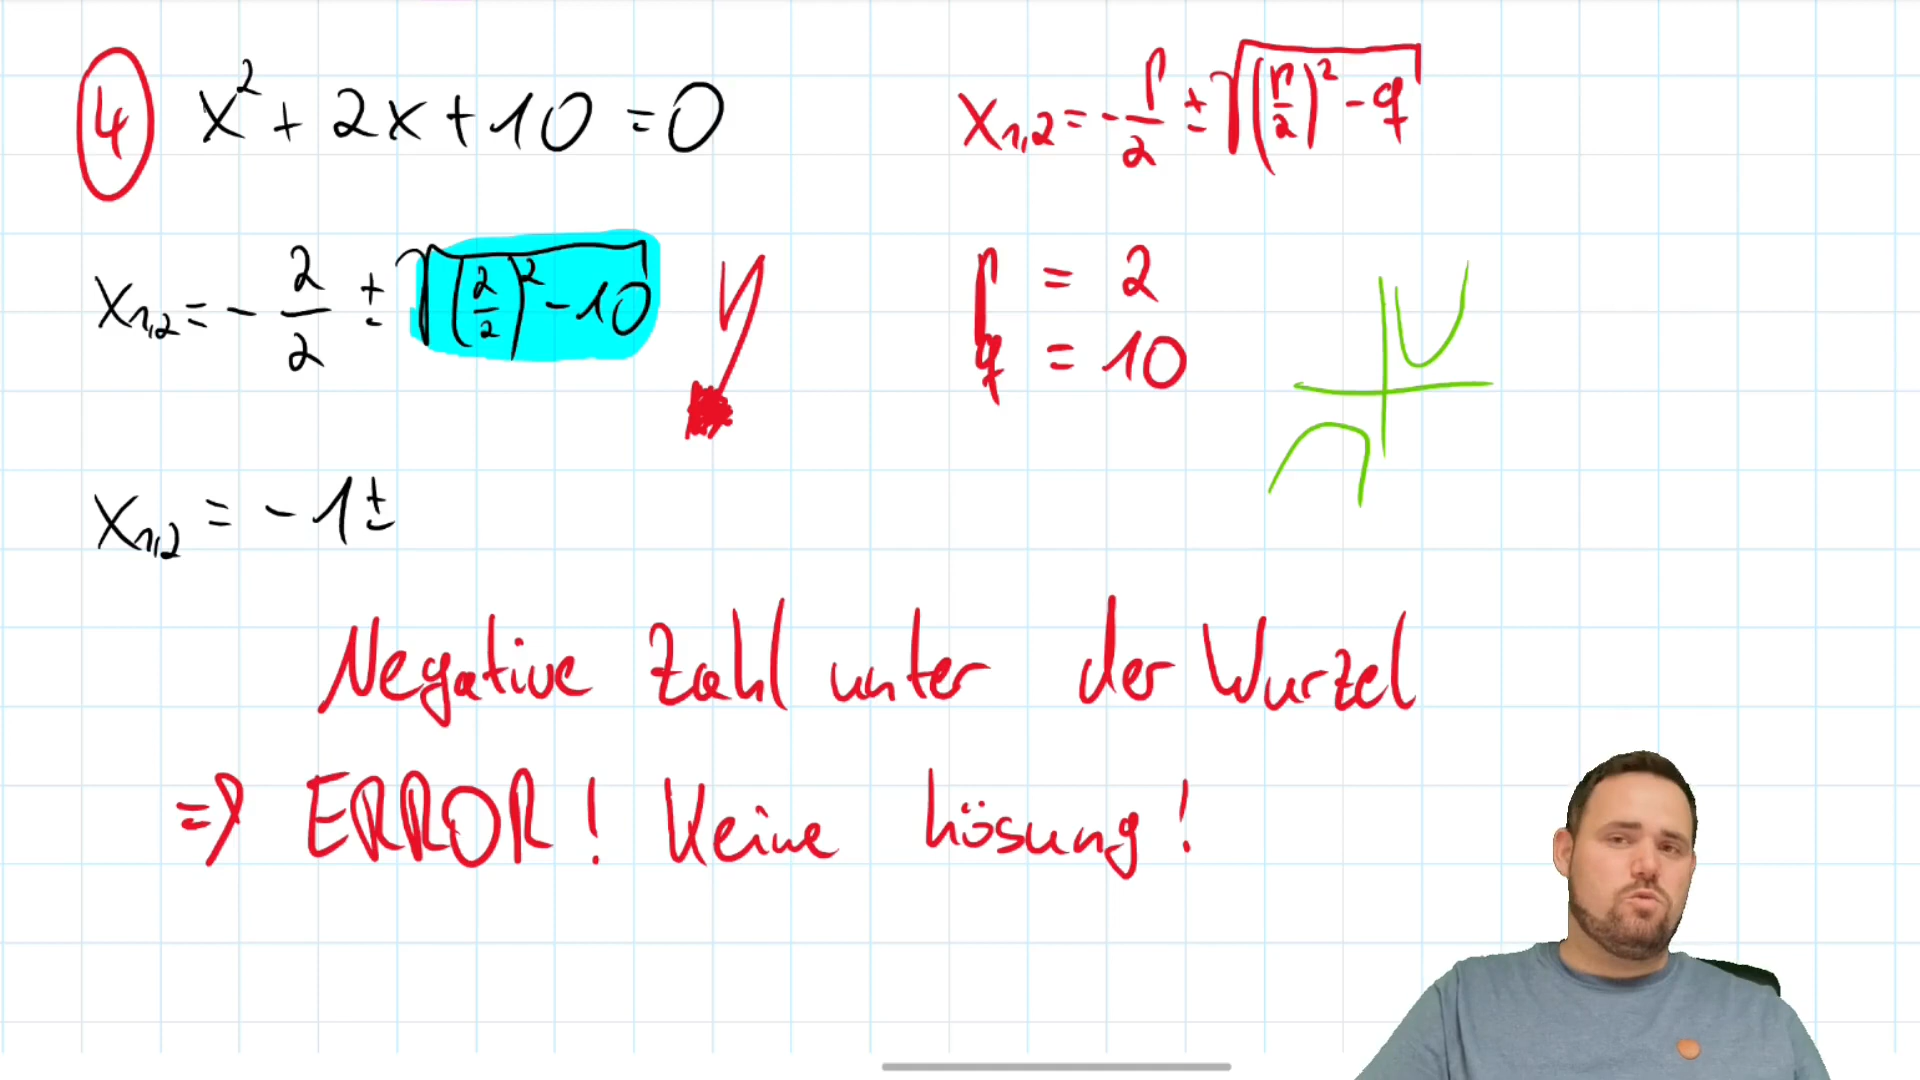 ④ x² + 2x + 10 = 0
x₁,₂ = -p/2 ± √((p/2)² - q)
x₁,₂ = -2/2 ± √((2/2)² - 10)
p = 2
q = 10
x₁,₂ = -1 ±
Negative Zahl unter der Wurzel
=> ERROR! Keine Lösung!